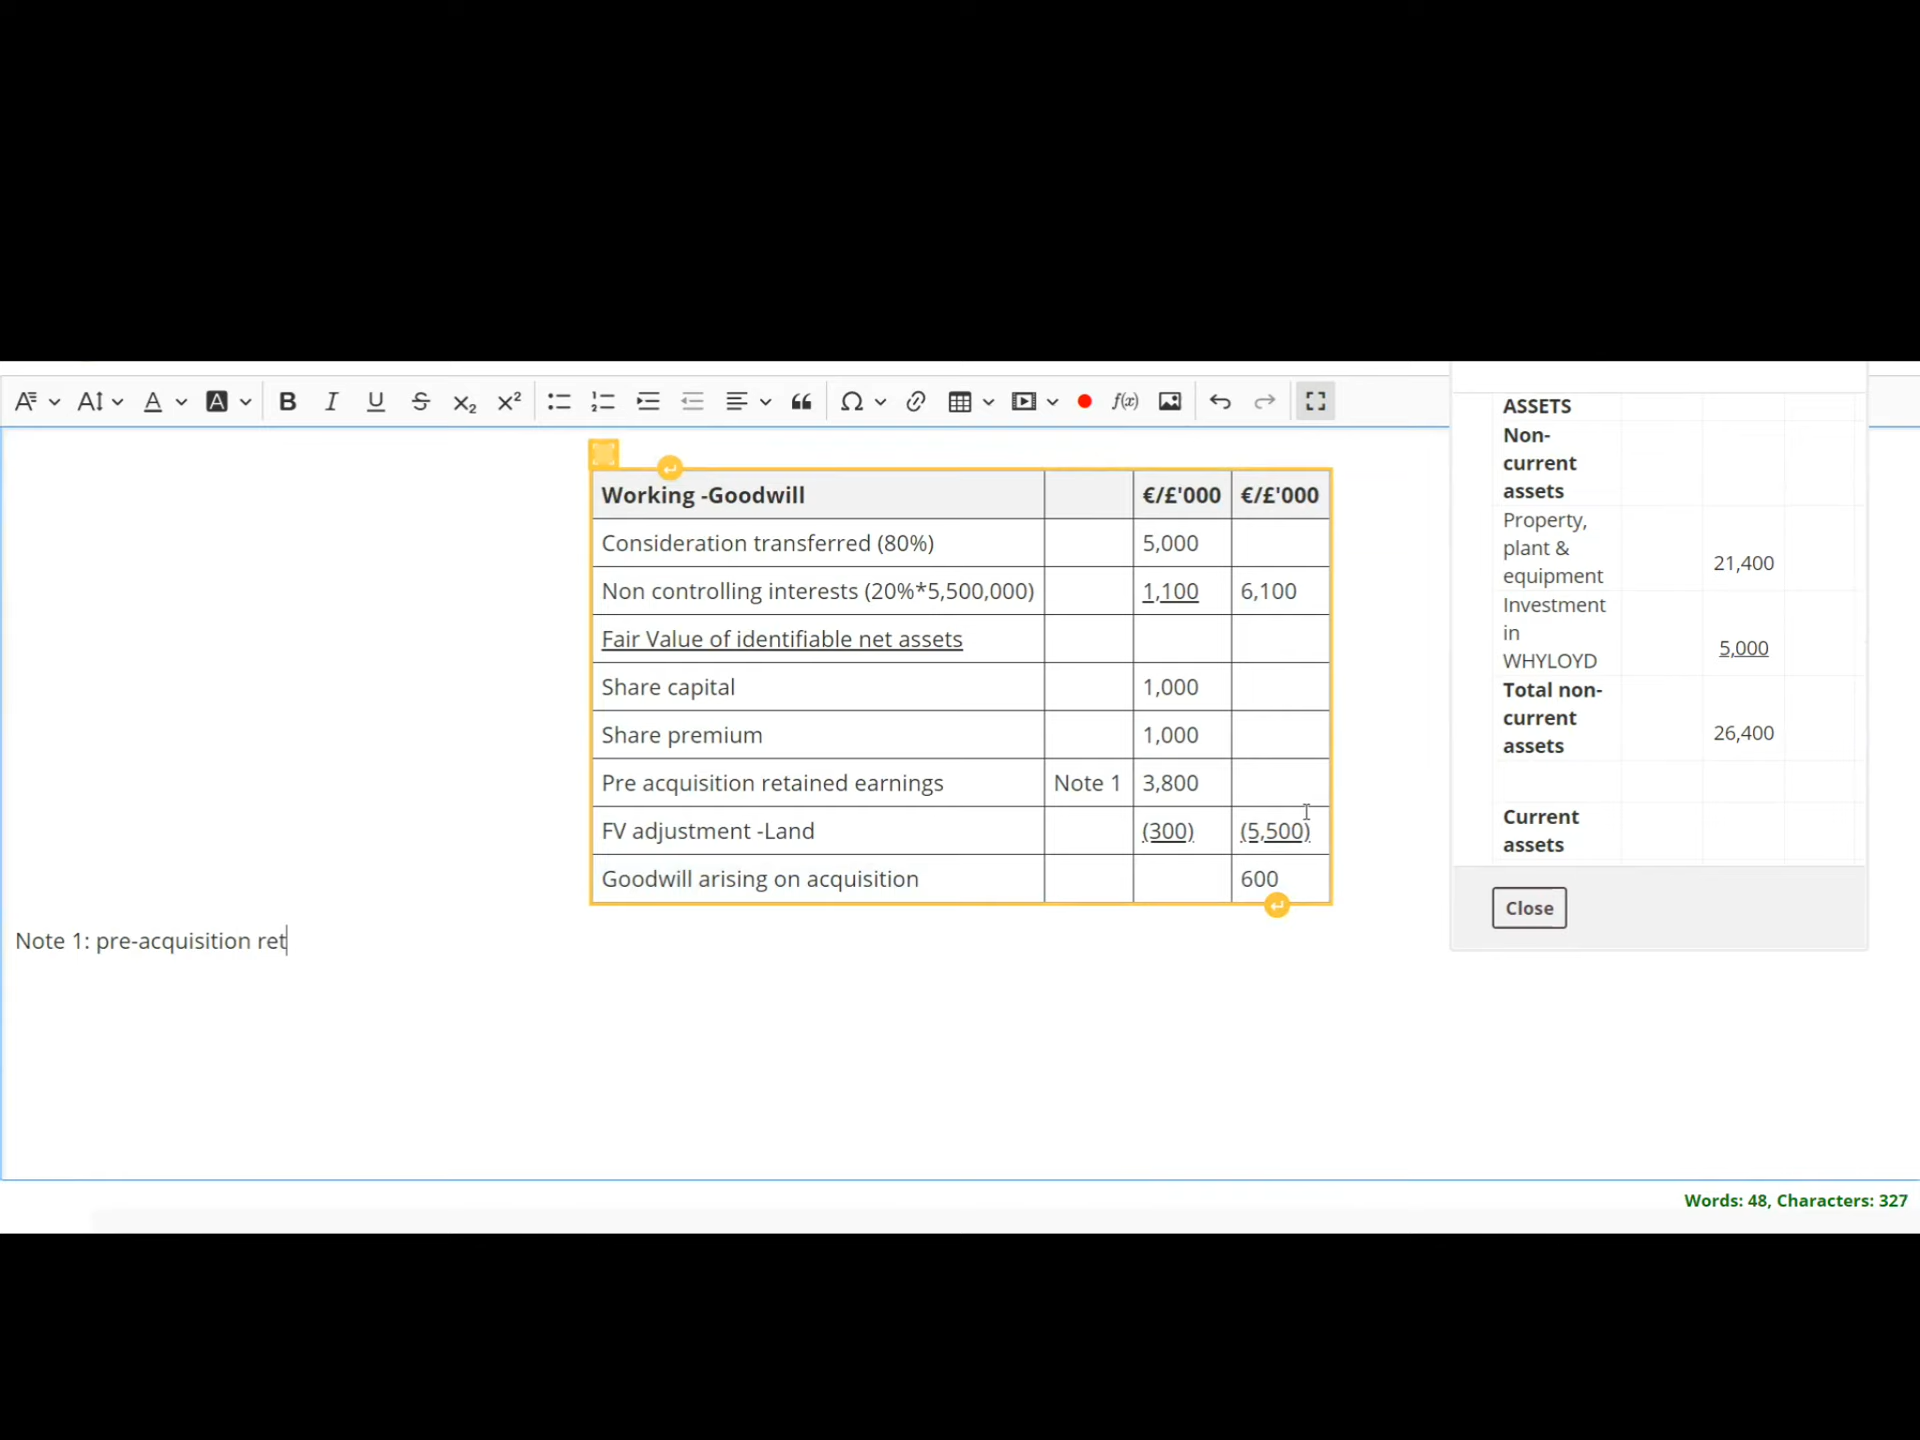 Working -Goodwill €/£'000 €/£'000
Consideration transferred (80%) 5,000
Non controlling interests (20%*5,500,000) 1,100 6,100
Fair Value of identifiable net assets
Share capital 1,000
Share premium 1,000
Pre acquisition retained earnings Note 1 3,800
FV adjustment -Land (300) (5,500)
Goodwill arising on acquisition 600
Note 1: pre-acquisition ret
ASSETS
Non-
current
assets
Property,
plant &
equipment 21,400
Investment
in
WHYLOYD 5,000
Total non-
current
assets 26,400
Current
assets
Close
Words: 48, Characters: 327